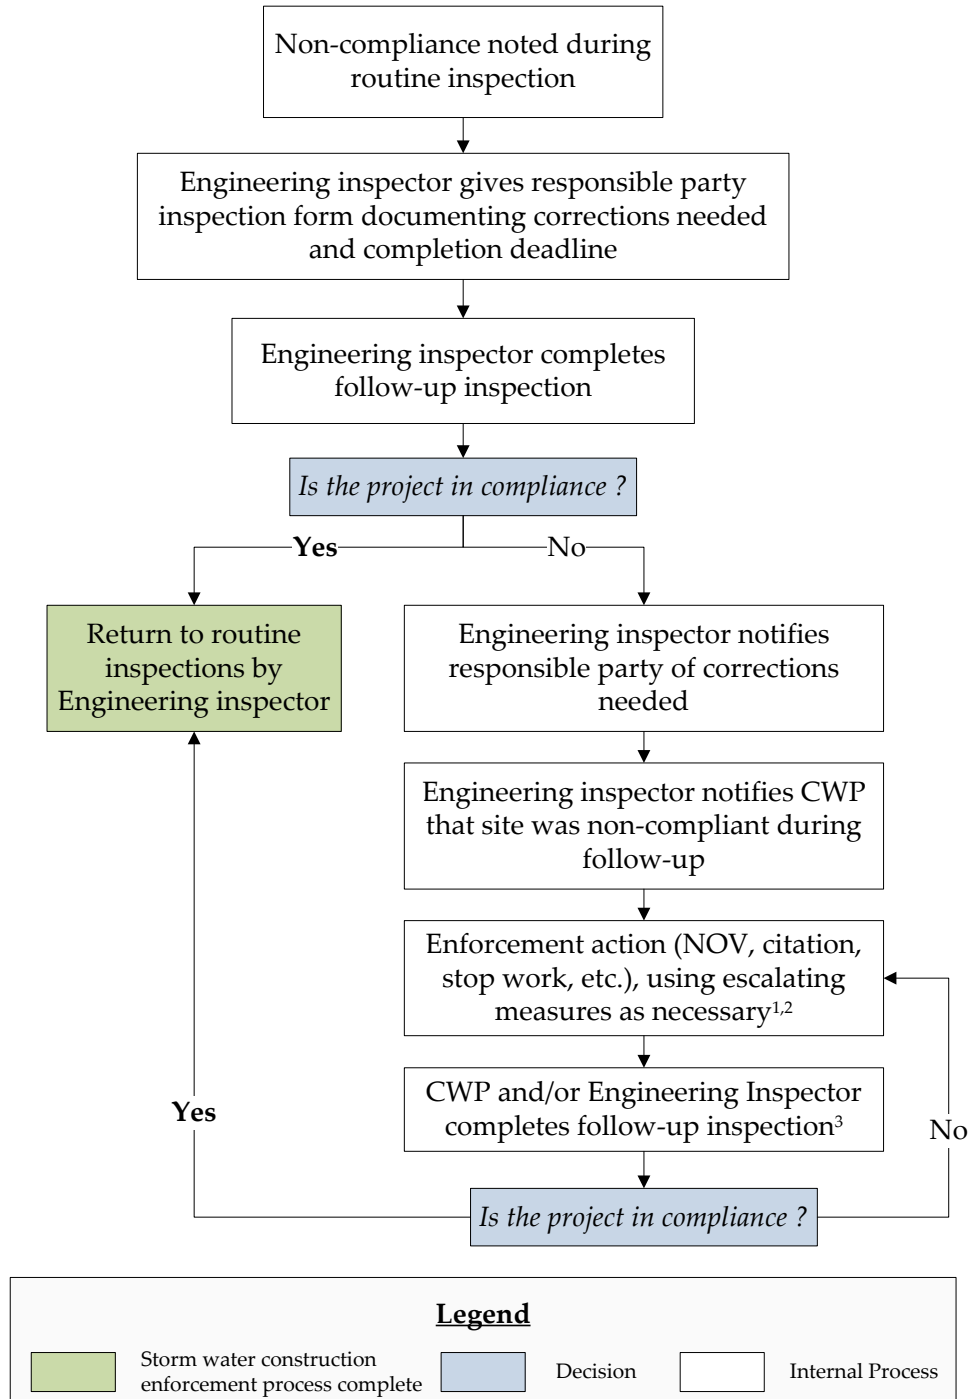 Non-compliance noted during
routine inspection
Engineering inspector gives responsible party
inspection form documenting corrections needed
and completion deadline
Engineering inspector completes
follow-up inspection
Is the project in compliance ?
Yes
No
Return to routine
inspections by
Engineering inspector
Engineering inspector notifies
responsible party of corrections
needed
Engineering inspector notifies CWP
that site was non-compliant during
follow-up
Enforcement action (NOV, citation,
stop work, etc.), using escalating
measures as necessary1,2
CWP and/or Engineering Inspector
completes follow-up inspection3
Yes
No
Is the project in compliance ?
Legend
Storm water construction
enforcement process complete
Decision
Internal Process